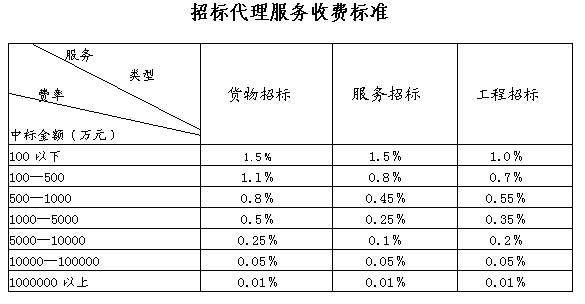 招标代理服务收费标准
服务
类型
费率
中标金额（万元）
货物招标 服务招标 工程招标
100 以下 1.5% 1.5% 1.0%
100—500 1.1% 0.8% 0.7%
500—1000 0.8% 0.45% 0.55%
1000—5000 0.5% 0.25% 0.35%
5000—10000 0.25% 0.1% 0.2%
10000—100000 0.05% 0.05% 0.05%
1000000 以上 0.01% 0.01% 0.01%